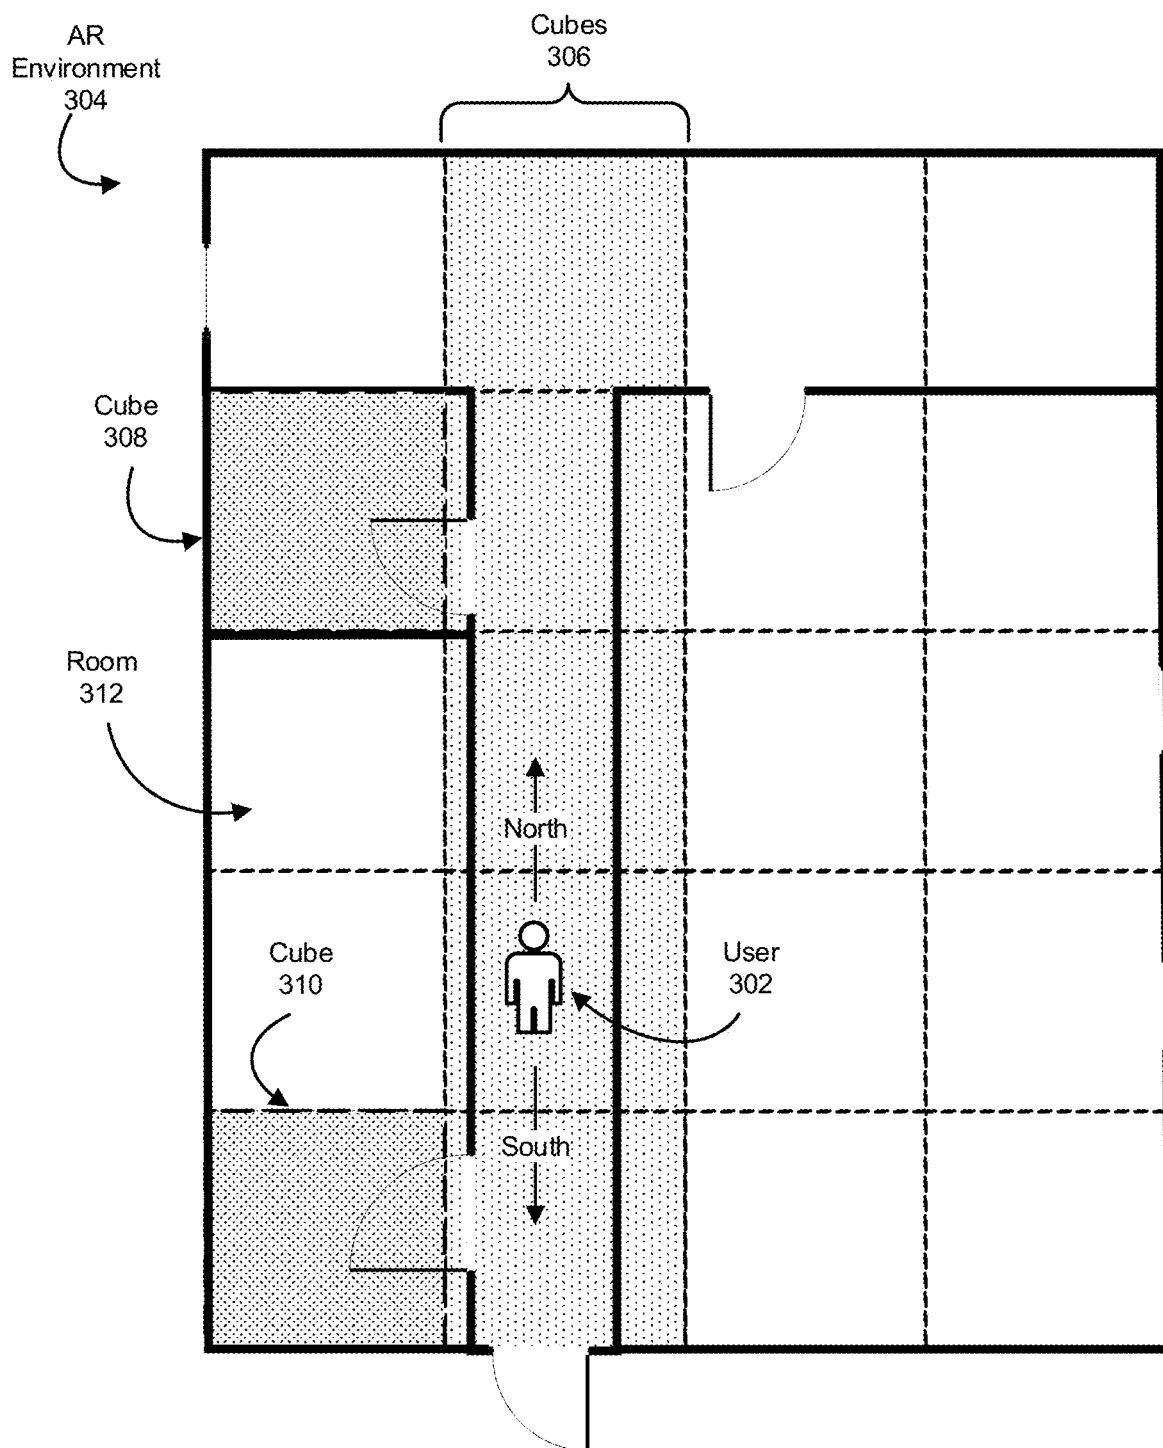 Cubes
306
AR
Environment
304
Cube
308
Room
312
North
Cube
310
User
302
South